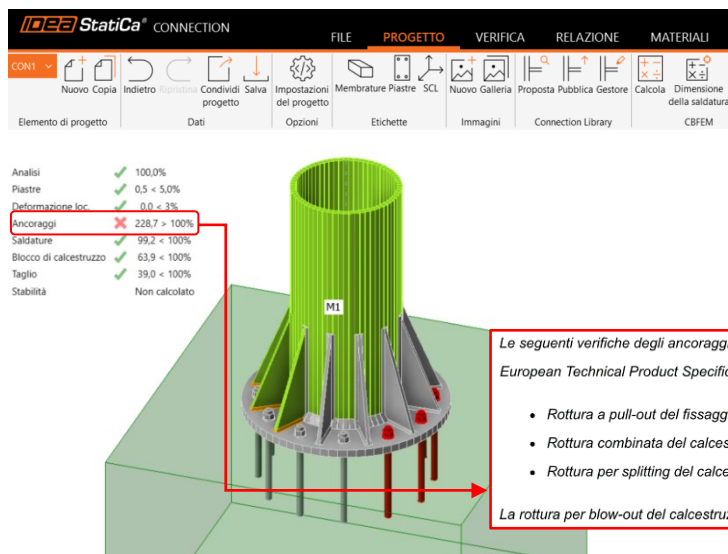 IDEA StatiCa® CONNECTION
FILE PROGETTO VERIFICA RELAZIONE MATERIALI
CON1
Nuovo Copia Indietro Ripristina Condividi progetto Salva Impostazioni del progetto Membrature Piastre SCL Nuovo Galleria Proposta Pubblica Gestore Calcola Dimensione della saldatura
Elemento di progetto Dati Opzioni Etichette Immagini Connection Library CBFEM
Analisi 100,0%
Piastre 0,5 < 5,0%
Deformazione loc. 0,0 < 3%
Ancoraggi 228,7 > 100%
Saldature 99,2 < 100%
Blocco di calcestruzzo 63,9 < 100%
Taglio 39,0 < 100%
Stabilità Non calcolato
M1
Le seguenti verifiche degli ancoraggi
European Technical Product Specific
• Rottura a pull-out del fissagg
• Rottura combinata del calces
• Rottura per splitting del calce
La rottura per blow-out del calcestruz